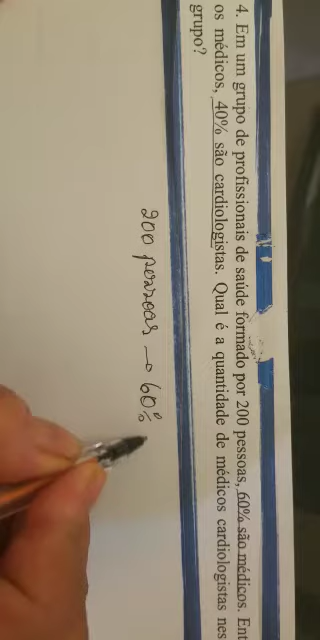 4. Em um grupo de profissionais de saúde formado por 200 pessoas, 60% são médicos. Ent
os médicos, 40% são cardiologistas. Qual é a quantidade de médicos cardiologistas nes
grupo?
200 pessoas → 60%